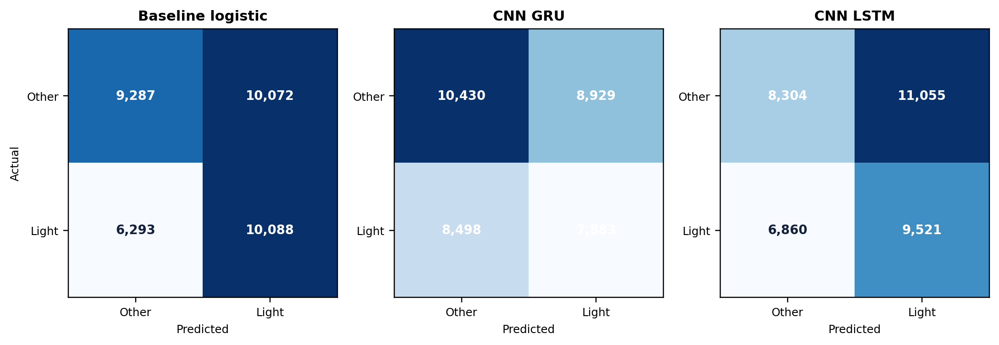 Baseline logistic
CNN GRU
CNN LSTM
Actual
Other
9,287
10,072
Light
6,293
10,088
Other
Light
Predicted
Other
10,430
8,929
Light
8,498
7,883
Other
Light
Predicted
Other
8,304
11,055
Light
6,860
9,521
Other
Light
Predicted